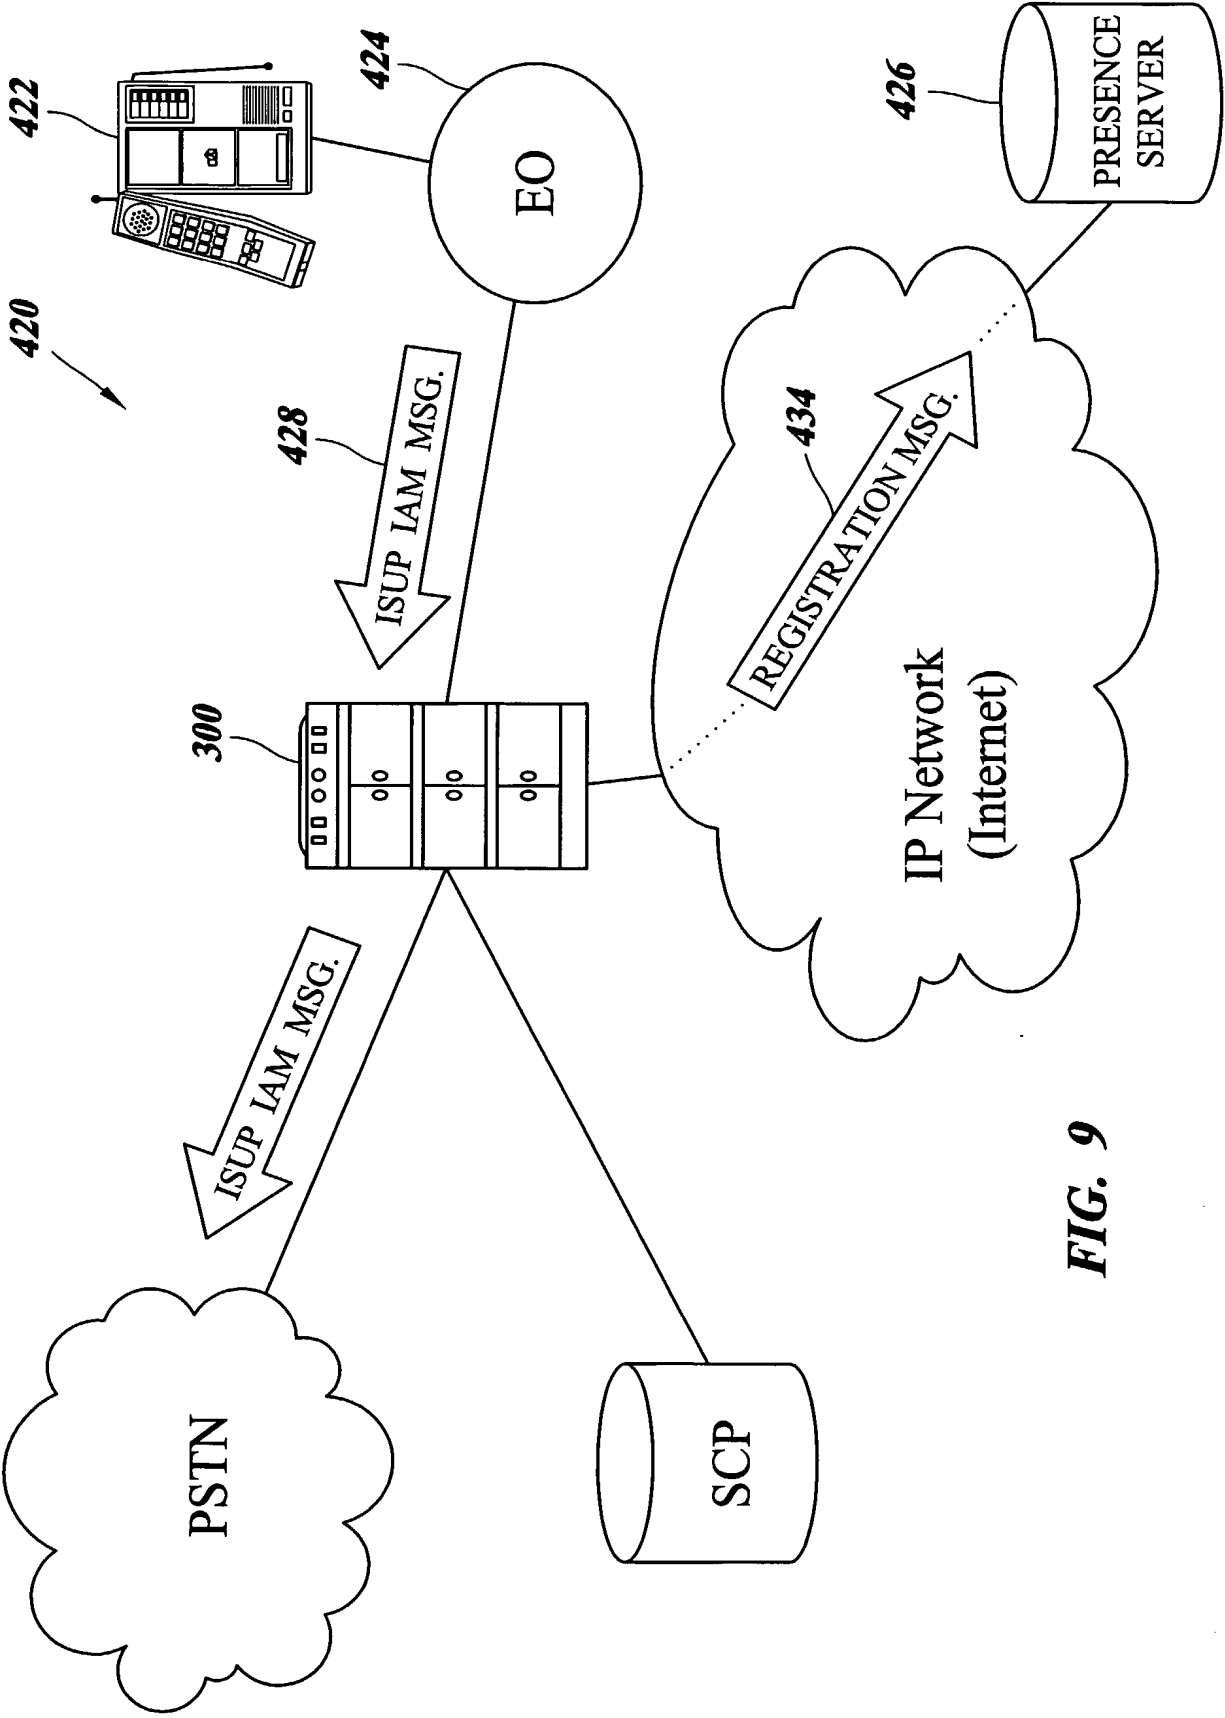 420
422
424
EO
428
ISUP IAM MSG.
300
ISUP IAM MSG.
PSTN
SCP
426
PRESENCE
SERVER
434
REGISTRATION MSG.
IP Network
(Internet)
FIG. 9